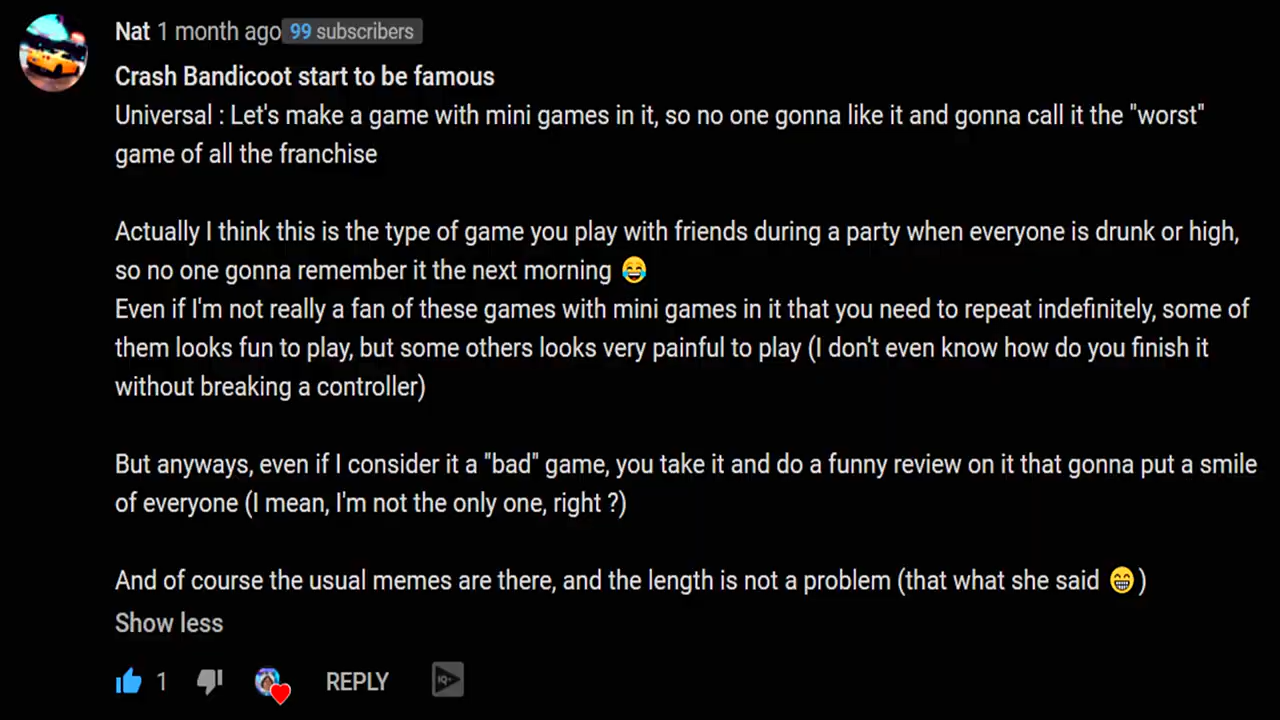 Nat 1 month ago 99 subscribers
Crash Bandicoot start to be famous
Universal : Let's make a game with mini games in it, so no one gonna like it and gonna call it the "worst"
game of all the franchise
Actually I think this is the type of game you play with friends during a party when everyone is drunk or high,
so no one gonna remember it the next morning 😂
Even if I'm not really a fan of these games with mini games in it that you need to repeat indefinitely, some of
them looks fun to play, but some others looks very painful to play (I don't even know how do you finish it
without breaking a controller)
But anyways, even if I consider it a "bad" game, you take it and do a funny review on it that gonna put a smile
of everyone (I mean, I'm not the only one, right ?)
And of course the usual memes are there, and the length is not a problem (that what she said 😁)
Show less
1 REPLY IQ+